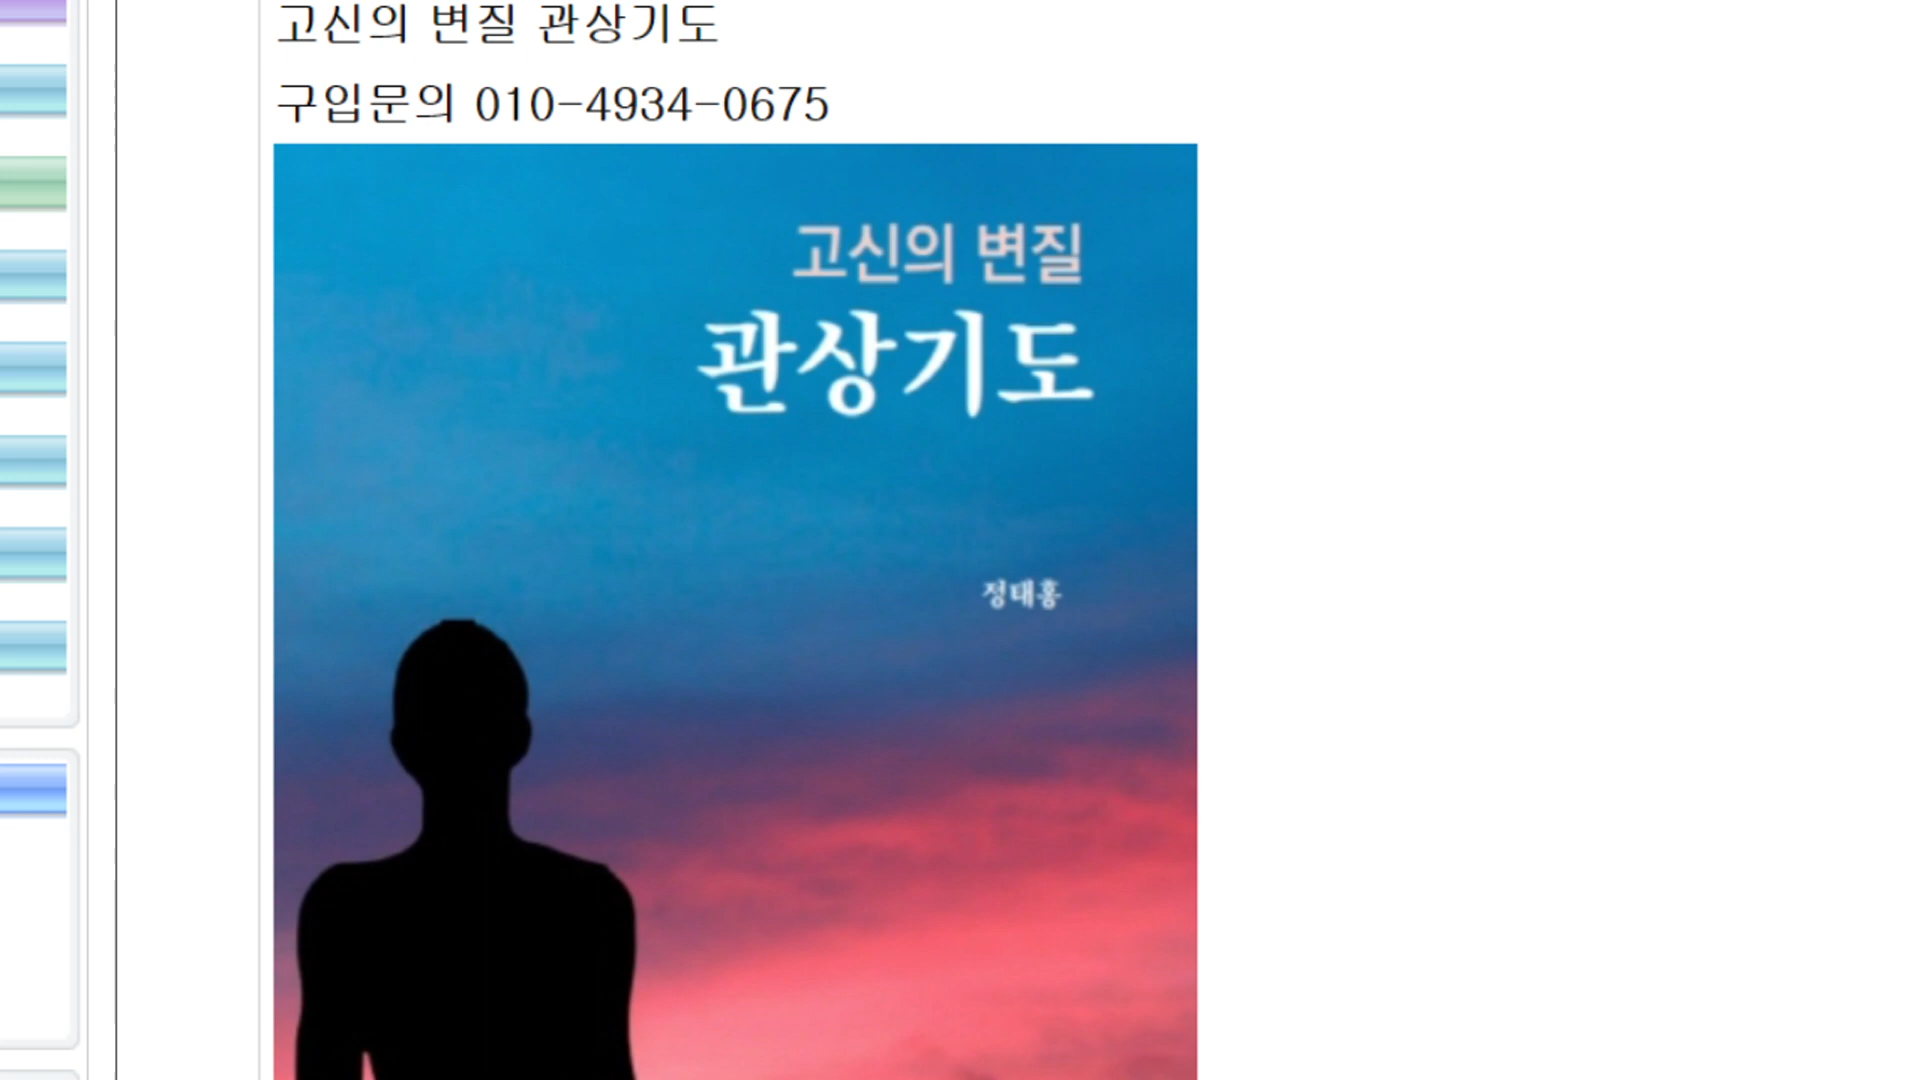 고신의 변질 관상기도
구입문의 010-4934-0675
고신의 변질
관상기도
정태홍